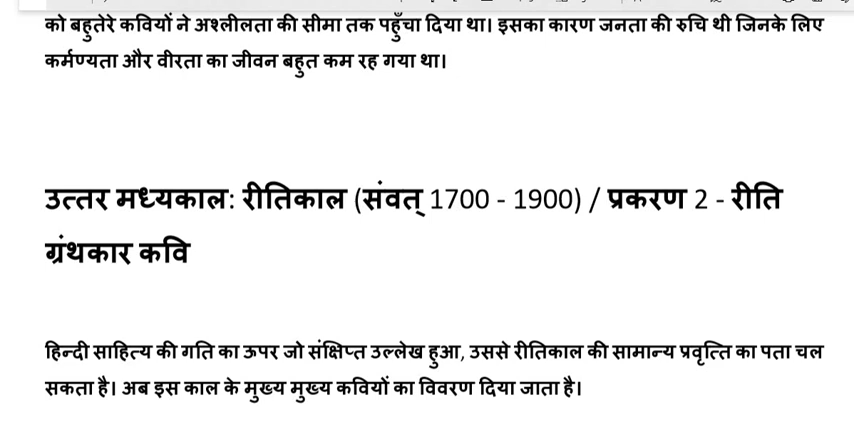 को बहुतेरे कवियों ने अश्लीलता की सीमा तक पहुँचा दिया था। इसका कारण जनता की रुचि थी जिनके लिए
कर्मण्यता और वीरता का जीवन बहुत कम रह गया था।
उत्तर मध्यकाल: रीतिकाल (संवत् 1700 - 1900) / प्रकरण 2 - रीति
ग्रंथकार कवि
हिन्दी साहित्य की गति का ऊपर जो संक्षिप्त उल्लेख हुआ, उससे रीतिकाल की सामान्य प्रवृत्ति का पता चल
सकता है। अब इस काल के मुख्य मुख्य कवियों का विवरण दिया जाता है।